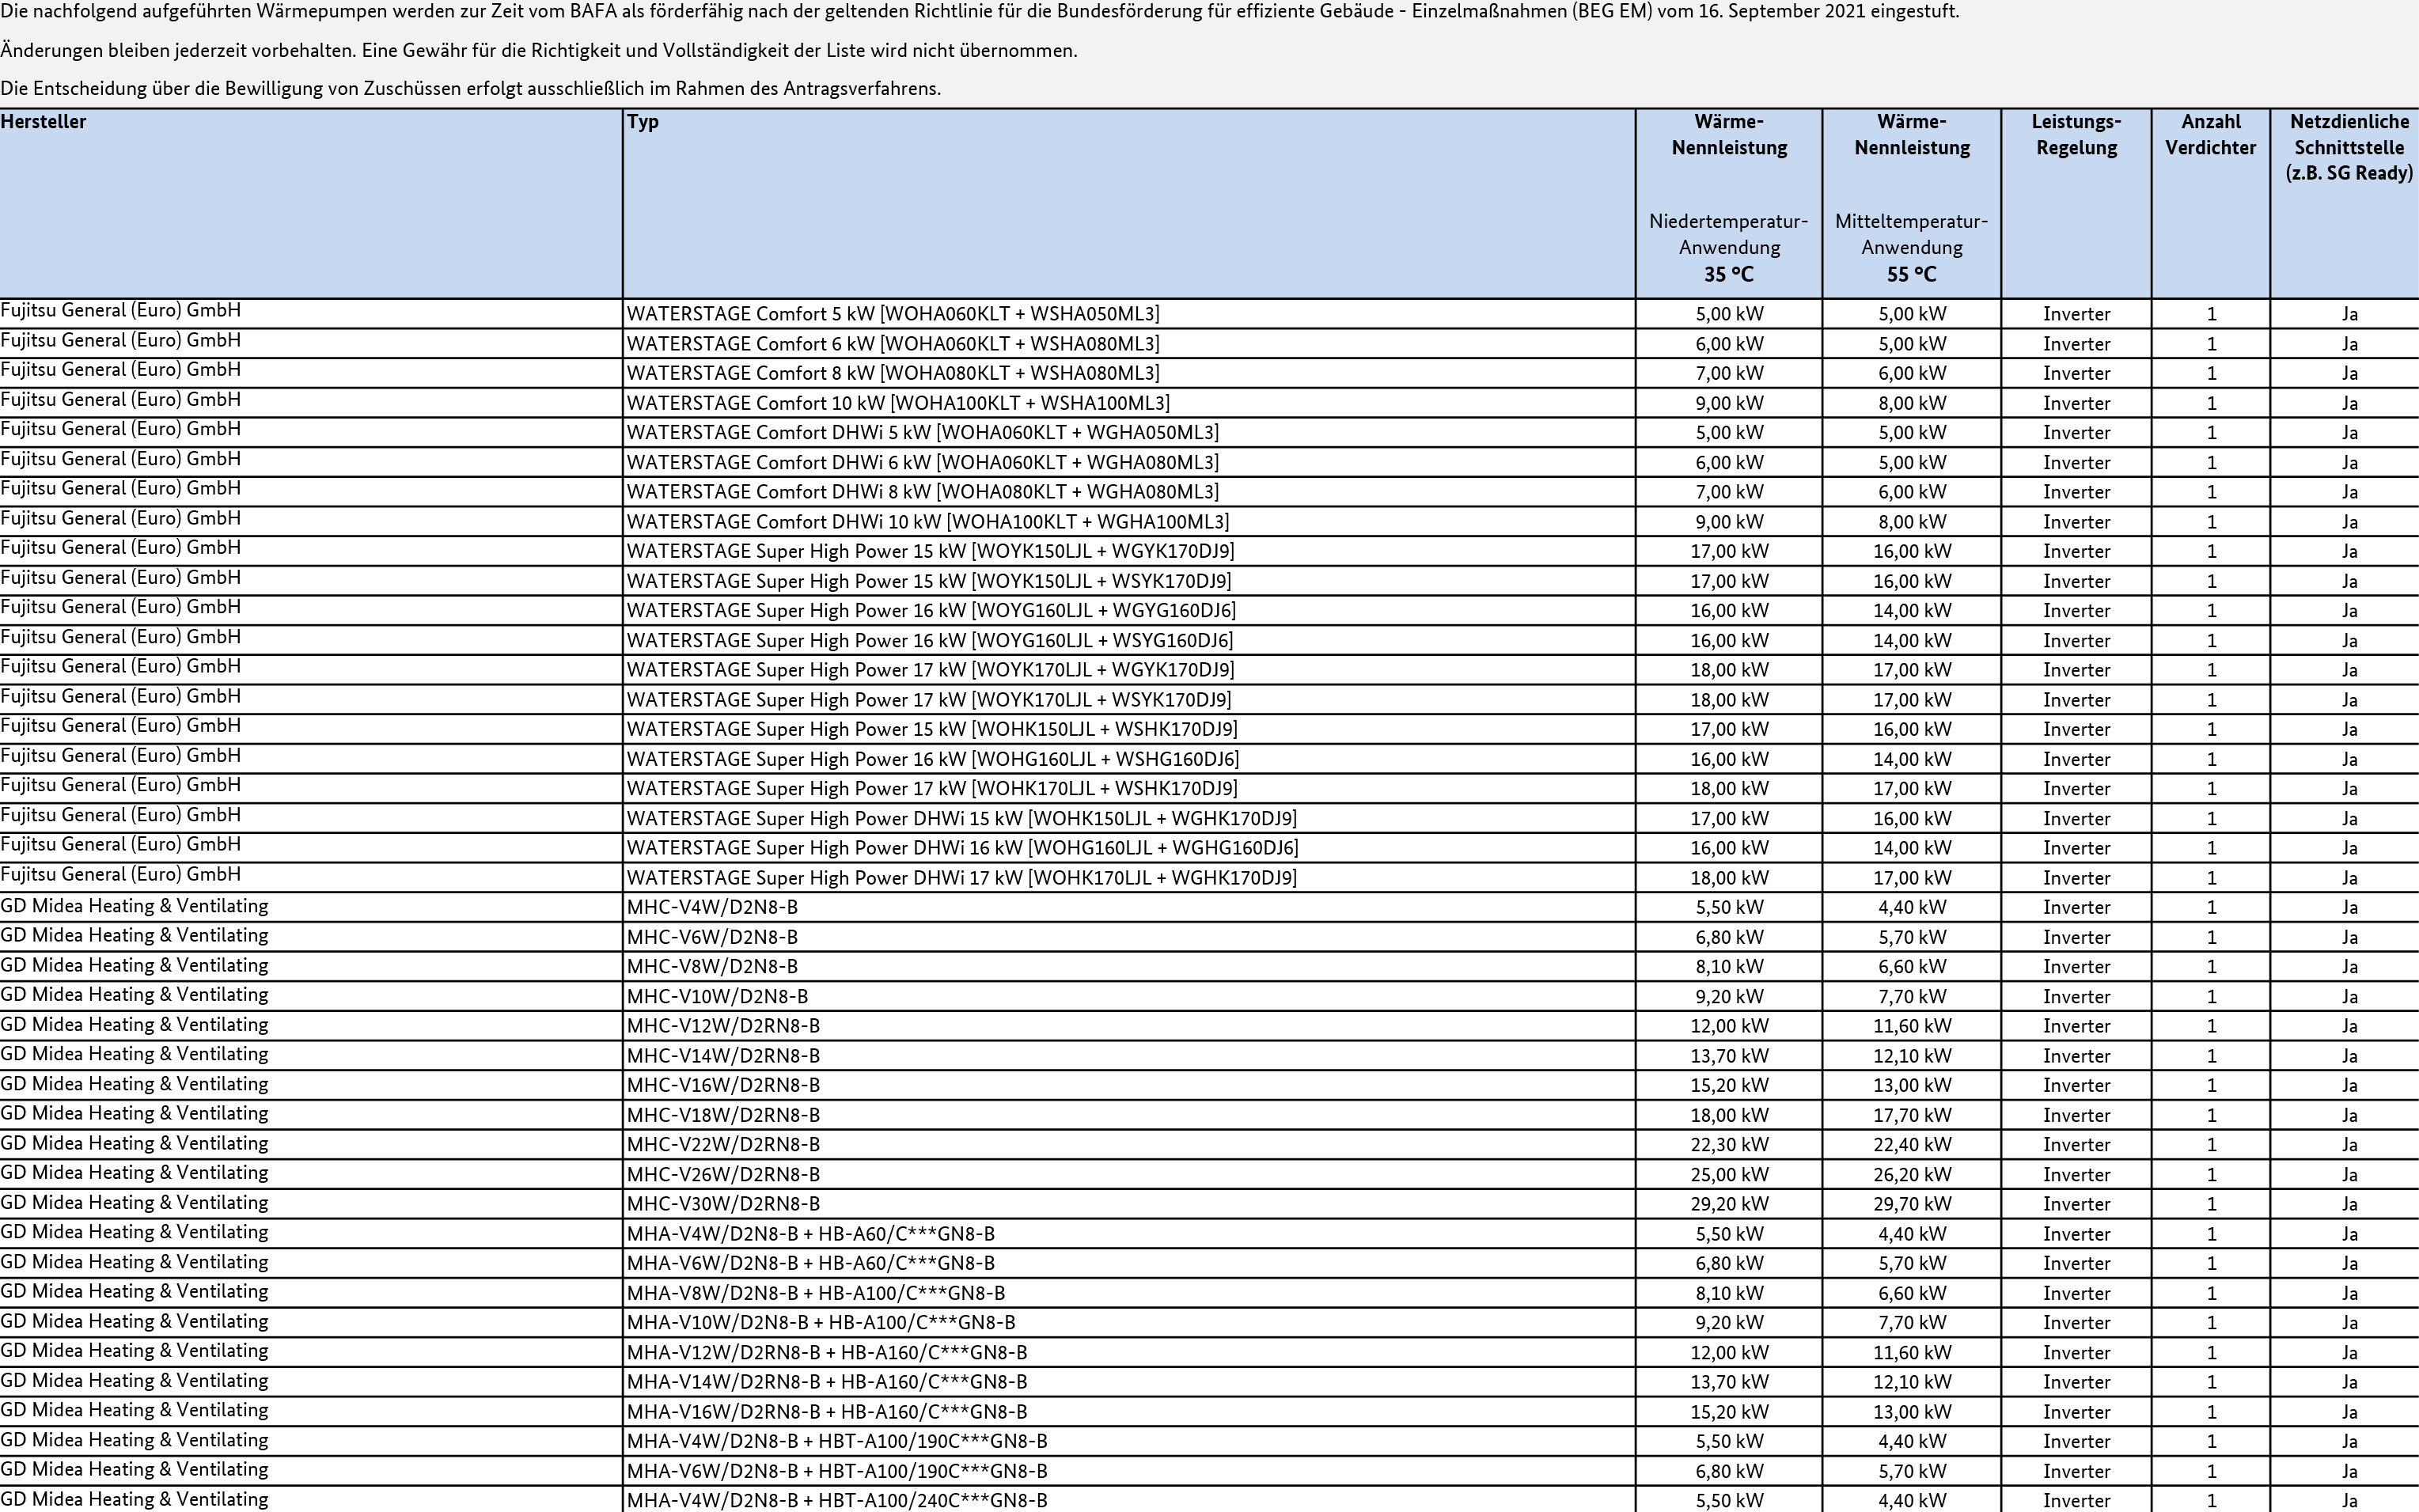 Die nachfolgend aufgeführten Wärmepumpen werden zur Zeit vom BAFA als förderfähig nach der geltenden Richtlinie für die Bundesförderung für effiziente Gebäude - Einzelmaßnahmen (BEG EM) vom 16. September 2021 eingestuft.
Änderungen bleiben jederzeit vorbehalten. Eine Gewähr für die Richtigkeit und Vollständigkeit der Liste wird nicht übernommen.
Die Entscheidung über die Bewilligung von Zuschüssen erfolgt ausschließlich im Rahmen des Antragsverfahrens.
Hersteller Typ Wärme- Wärme- Leistungs- Anzahl Netzdienliche
Nennleistung Nennleistung Regelung Verdichter Schnittstelle
(z.B. SG Ready)
Niedertemperatur- Mitteltemperatur-
Anwendung Anwendung
35 °C 55 °C
Fujitsu General (Euro) GmbH WATERSTAGE Comfort 5 kW [WOHA060KLT + WSHA050ML3] 5,00 kW 5,00 kW Inverter 1 Ja
Fujitsu General (Euro) GmbH WATERSTAGE Comfort 6 kW [WOHA060KLT + WSHA080ML3] 6,00 kW 5,00 kW Inverter 1 Ja
Fujitsu General (Euro) GmbH WATERSTAGE Comfort 8 kW [WOHA080KLT + WSHA080ML3] 7,00 kW 6,00 kW Inverter 1 Ja
Fujitsu General (Euro) GmbH WATERSTAGE Comfort 10 kW [WOHA100KLT + WSHA100ML3] 9,00 kW 8,00 kW Inverter 1 Ja
Fujitsu General (Euro) GmbH WATERSTAGE Comfort DHWi 5 kW [WOHA060KLT + WGHA050ML3] 5,00 kW 5,00 kW Inverter 1 Ja
Fujitsu General (Euro) GmbH WATERSTAGE Comfort DHWi 6 kW [WOHA060KLT + WGHA080ML3] 6,00 kW 5,00 kW Inverter 1 Ja
Fujitsu General (Euro) GmbH WATERSTAGE Comfort DHWi 8 kW [WOHA080KLT + WGHA080ML3] 7,00 kW 6,00 kW Inverter 1 Ja
Fujitsu General (Euro) GmbH WATERSTAGE Comfort DHWi 10 kW [WOHA100KLT + WGHA100ML3] 9,00 kW 8,00 kW Inverter 1 Ja
Fujitsu General (Euro) GmbH WATERSTAGE Super High Power 15 kW [WOYK150LJL + WGYK170DJ9] 17,00 kW 16,00 kW Inverter 1 Ja
Fujitsu General (Euro) GmbH WATERSTAGE Super High Power 15 kW [WOYK150LJL + WSYK170DJ9] 17,00 kW 16,00 kW Inverter 1 Ja
Fujitsu General (Euro) GmbH WATERSTAGE Super High Power 16 kW [WOYG160LJL + WGYG160DJ6] 16,00 kW 14,00 kW Inverter 1 Ja
Fujitsu General (Euro) GmbH WATERSTAGE Super High Power 16 kW [WOYG160LJL + WSYG160DJ6] 16,00 kW 14,00 kW Inverter 1 Ja
Fujitsu General (Euro) GmbH WATERSTAGE Super High Power 17 kW [WOYK170LJL + WGYK170DJ9] 18,00 kW 17,00 kW Inverter 1 Ja
Fujitsu General (Euro) GmbH WATERSTAGE Super High Power 17 kW [WOYK170LJL + WSYK170DJ9] 18,00 kW 17,00 kW Inverter 1 Ja
Fujitsu General (Euro) GmbH WATERSTAGE Super High Power 15 kW [WOHK150LJL + WSHK170DJ9] 17,00 kW 16,00 kW Inverter 1 Ja
Fujitsu General (Euro) GmbH WATERSTAGE Super High Power 16 kW [WOHG160LJL + WSHG160DJ6] 16,00 kW 14,00 kW Inverter 1 Ja
Fujitsu General (Euro) GmbH WATERSTAGE Super High Power 17 kW [WOHK170LJL + WSHK170DJ9] 18,00 kW 17,00 kW Inverter 1 Ja
Fujitsu General (Euro) GmbH WATERSTAGE Super High Power DHWi 15 kW [WOHK150LJL + WGHK170DJ9] 17,00 kW 16,00 kW Inverter 1 Ja
Fujitsu General (Euro) GmbH WATERSTAGE Super High Power DHWi 16 kW [WOHG160LJL + WGHG160DJ6] 16,00 kW 14,00 kW Inverter 1 Ja
Fujitsu General (Euro) GmbH WATERSTAGE Super High Power DHWi 17 kW [WOHK170LJL + WGHK170DJ9] 18,00 kW 17,00 kW Inverter 1 Ja
GD Midea Heating & Ventilating MHC-V4W/D2N8-B 5,50 kW 4,40 kW Inverter 1 Ja
GD Midea Heating & Ventilating MHC-V6W/D2N8-B 6,80 kW 5,70 kW Inverter 1 Ja
GD Midea Heating & Ventilating MHC-V8W/D2N8-B 8,10 kW 6,60 kW Inverter 1 Ja
GD Midea Heating & Ventilating MHC-V10W/D2N8-B 9,20 kW 7,70 kW Inverter 1 Ja
GD Midea Heating & Ventilating MHC-V12W/D2RN8-B 12,00 kW 11,60 kW Inverter 1 Ja
GD Midea Heating & Ventilating MHC-V14W/D2RN8-B 13,70 kW 12,10 kW Inverter 1 Ja
GD Midea Heating & Ventilating MHC-V16W/D2RN8-B 15,20 kW 13,00 kW Inverter 1 Ja
GD Midea Heating & Ventilating MHC-V18W/D2RN8-B 18,00 kW 17,70 kW Inverter 1 Ja
GD Midea Heating & Ventilating MHC-V22W/D2RN8-B 22,30 kW 22,40 kW Inverter 1 Ja
GD Midea Heating & Ventilating MHC-V26W/D2RN8-B 25,00 kW 26,20 kW Inverter 1 Ja
GD Midea Heating & Ventilating MHC-V30W/D2RN8-B 29,20 kW 29,70 kW Inverter 1 Ja
GD Midea Heating & Ventilating MHA-V4W/D2N8-B + HB-A60/C***GN8-B 5,50 kW 4,40 kW Inverter 1 Ja
GD Midea Heating & Ventilating MHA-V6W/D2N8-B + HB-A60/C***GN8-B 6,80 kW 5,70 kW Inverter 1 Ja
GD Midea Heating & Ventilating MHA-V8W/D2N8-B + HB-A100/C***GN8-B 8,10 kW 6,60 kW Inverter 1 Ja
GD Midea Heating & Ventilating MHA-V10W/D2N8-B + HB-A100/C***GN8-B 9,20 kW 7,70 kW Inverter 1 Ja
GD Midea Heating & Ventilating MHA-V12W/D2RN8-B + HB-A160/C***GN8-B 12,00 kW 11,60 kW Inverter 1 Ja
GD Midea Heating & Ventilating MHA-V14W/D2RN8-B + HB-A160/C***GN8-B 13,70 kW 12,10 kW Inverter 1 Ja
GD Midea Heating & Ventilating MHA-V16W/D2RN8-B + HB-A160/C***GN8-B 15,20 kW 13,00 kW Inverter 1 Ja
GD Midea Heating & Ventilating MHA-V4W/D2N8-B + HBT-A100/190C***GN8-B 5,50 kW 4,40 kW Inverter 1 Ja
GD Midea Heating & Ventilating MHA-V6W/D2N8-B + HBT-A100/190C***GN8-B 6,80 kW 5,70 kW Inverter 1 Ja
GD Midea Heating & Ventilating MHA-V4W/D2N8-B + HBT-A100/240C***GN8-B 5,50 kW 4,40 kW Inverter 1 Ja